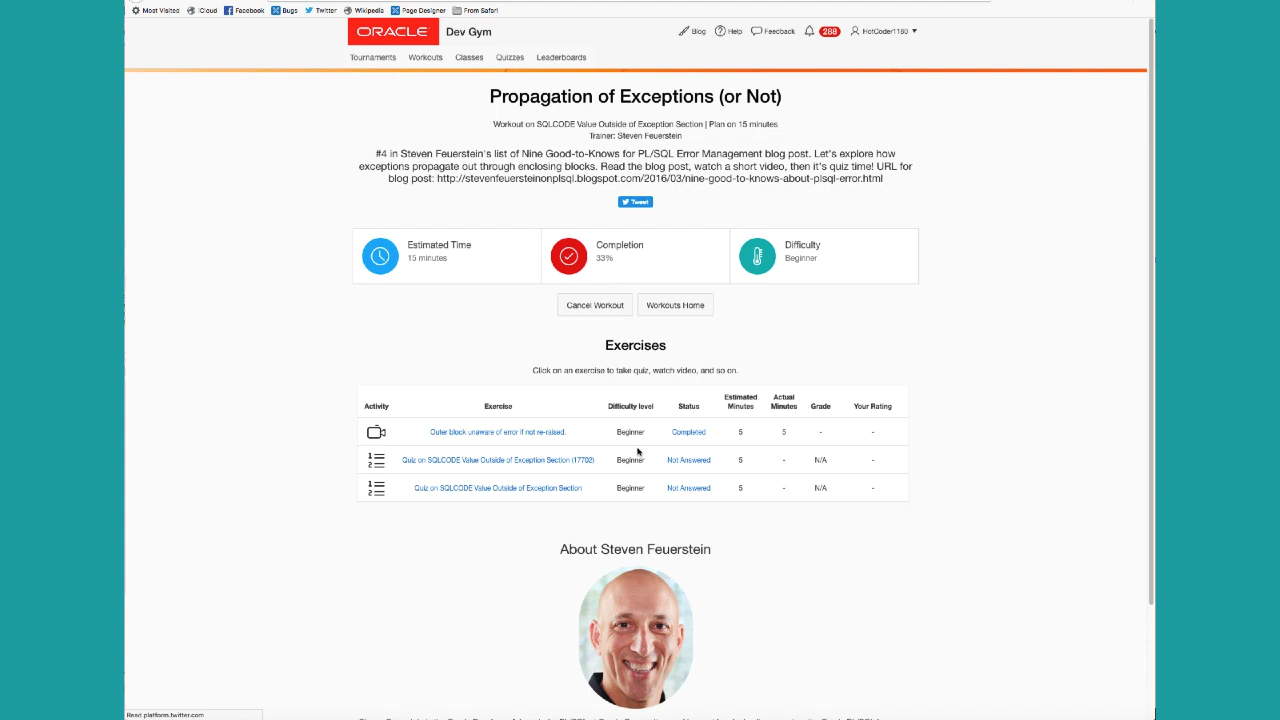 Most Visited iCloud Facebook Bugs Twitter Wikipedia Page Designer From Safari
ORACLE Dev Gym Blog Help Feedback 288 HotCoder1180
Tournaments Workouts Classes Quizzes Leaderboards
Propagation of Exceptions (or Not)
Workout on SQLCODE Value Outside of Exception Section | Plan on 15 minutes
Trainer: Steven Feuerstein
#4 in Steven Feuerstein's list of Nine Good-to-Knows for PL/SQL Error Management blog post. Let's explore how
exceptions propagate out through enclosing blocks. Read the blog post, watch a short video, then it's quiz time! URL for
blog post: http://stevenfeuersteinonplsql.blogspot.com/2016/03/nine-good-to-knows-about-plsql-error.html
Tweet
Estimated Time Completion Difficulty
15 minutes 33% Beginner
Cancel Workout Workouts Home
Exercises
Click on an exercise to take quiz, watch video, and so on.
Activity Exercise Difficulty level Status Estimated Minutes Actual Minutes Grade Your Rating
Outer block unaware of error if not re-raised. Beginner Completed 5 5 - -
Quiz on SQLCODE Value Outside of Exception Section (17702) Beginner Not Answered 5 - N/A -
Quiz on SQLCODE Value Outside of Exception Section Beginner Not Answered 5 - N/A -
About Steven Feuerstein
Read platform.twitter.com